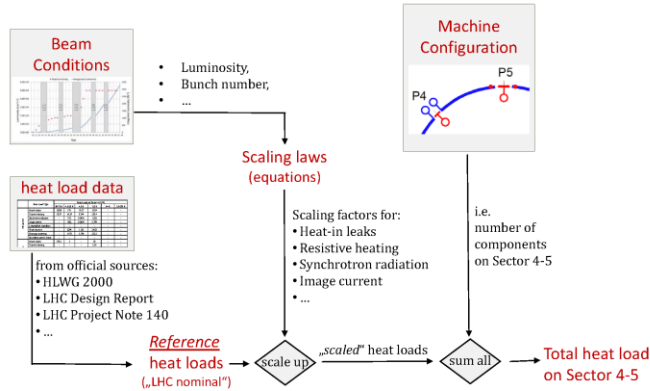 Beam
Conditions
• Luminosity,
• Bunch number,
• ...
Machine
Configuration
P5
P4
Scaling laws
(equations)
heat load data
from official sources:
• HLWG 2000
• LHC Design Report
• LHC Project Note 140
• ...
Scaling factors for:
• Heat-in leaks
• Resistive heating
• Synchrotron radiation
• Image current
• ...
i.e.
number of
components
on Sector 4-5
Reference
heat loads
(„LHC nominal“)
scale up
„scaled“ heat loads
sum all
Total heat load
on Sector 4-5